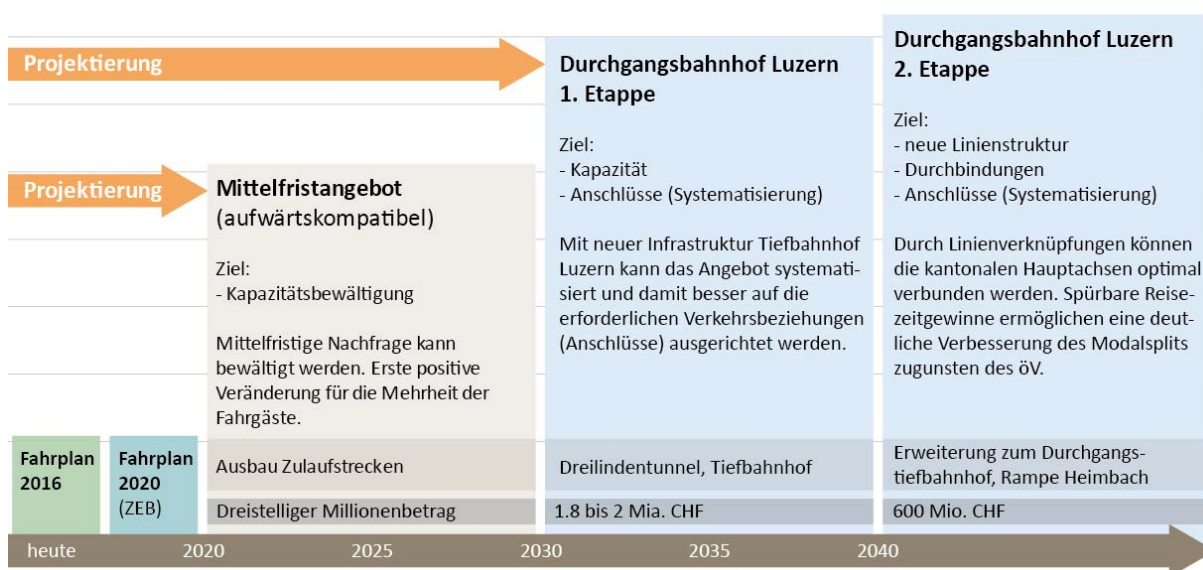 Projektierung
Projektierung
Mittelfristangebot
(aufwärtskompatibel)
Ziel:
- Kapazitätsbewältigung
Mittelfristige Nachfrage kann
bewältigt werden. Erste positive
Veränderung für die Mehrheit der
Fahrgäste.
Durchgangsbahnhof Luzern
1. Etappe
Ziel:
- Kapazität
- Anschlüsse (Systematisierung)
Mit neuer Infrastruktur Tiefbahnhof
Luzern kann das Angebot systemati-
siert und damit besser auf die
erforderlichen Verkehrsbeziehungen
(Anschlüsse) ausgerichtet werden.
Durchgangsbahnhof Luzern
2. Etappe
Ziel:
- neue Linienstruktur
- Durchbindungen
- Anschlüsse (Systematisierung)
Durch Linienverknüpfungen können
die kantonalen Hauptachsen optimal
verbunden werden. Spürbare Reise-
zeitgewinne ermöglichen eine deut-
liche Verbesserung des Modalsplits
zugunsten des öV.
Fahrplan
2016
Fahrplan
2020
(ZEB)
Ausbau Zulaufstrecken
Dreistelliger Millionenbetrag
Dreilindentunnel, Tiefbahnhof
1.8 bis 2 Mia. CHF
Erweiterung zum Durchgangs-
tiefbahnhof, Rampe Heimbach
600 Mio. CHF
heute 2020 2025 2030 2035 2040